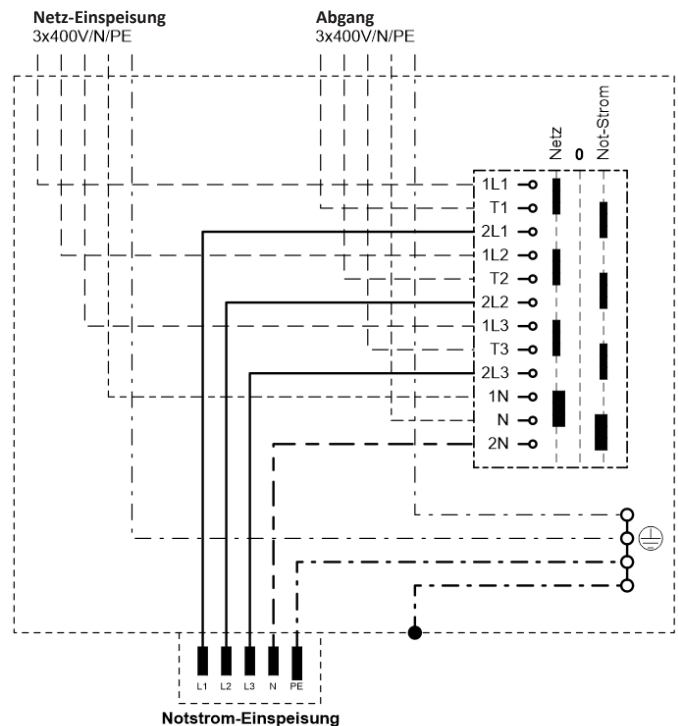 Netz-Einspeisung
3x400V/N/PE
Abgang
3x400V/N/PE
Netz
0
Not-Strom
1L1
T1
2L1
1L2
T2
2L2
1L3
T3
2L3
1N
N
2N
L1 L2 L3 N PE
Notstrom-Einspeisung